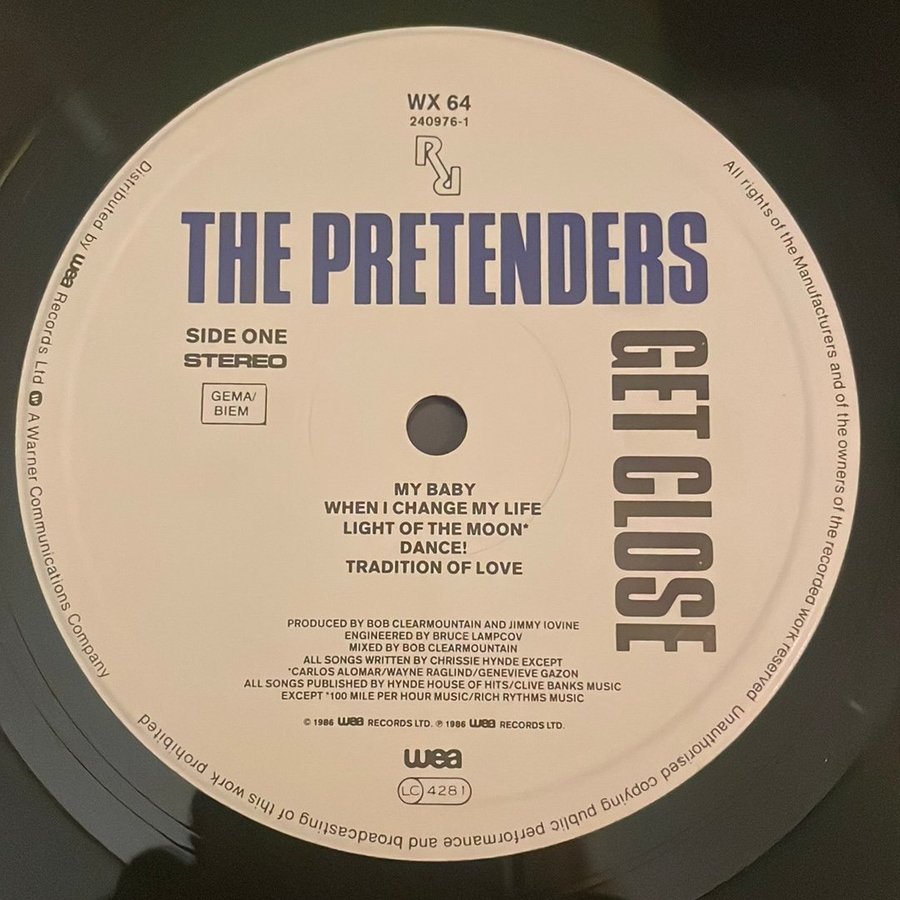 WX 64
240976-1
THE PRETENDERS
SIDE ONE
STEREO
GEMA/
BIEM
GET CLOSE
MY BABY
WHEN I CHANGE MY LIFE
LIGHT OF THE MOON*
DANCE!
TRADITION OF LOVE
PRODUCED BY BOB CLEARMOUNTAIN AND JIMMY IOVINE
ENGINEERED BY BRUCE LAMPCOV
MIXED BY BOB CLEARMOUNTAIN
ALL SONGS WRITTEN BY CHRISSIE HYNDE EXCEPT
*CARLOS ALOMAR/WAYNE RAGLIND/GENEVIEVE GAZON
ALL SONGS PUBLISHED BY HYNDE HOUSE OF HITS/CLIVE BANKS MUSIC
EXCEPT *100 MILE PER HOUR MUSIC/RICH RYTHMS MUSIC
© 1986 wea RECORDS LTD. ℗ 1986 wea RECORDS LTD.
wea
LC 4281
All rights of the Manufacturers and of the owners of the recorded work reserved Unauthorised copying public performance and broadcasting of this work prohibited
Distributed by wea Records Ltd A Warner Communications Company